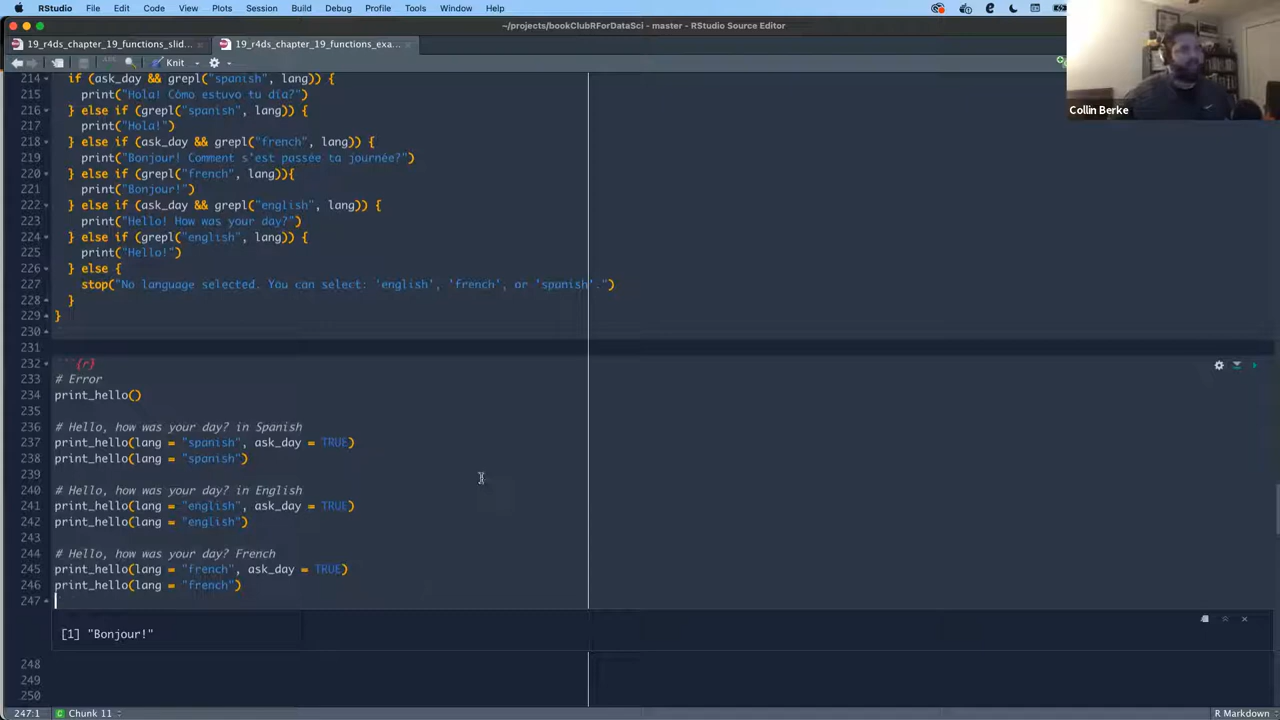 RStudio File Edit Code View Plots Session Build Debug Profile Tools Window Help
~/projects/bookClubRForDataSci - master - RStudio Source Editor
19_r4ds_chapter_19_functions_slid... 19_r4ds_chapter_19_functions_exa...
Knit
214 if (ask_day && grepl("spanish", lang)) {
215 print("Hola! Cómo estuvo tu día?")
216 } else if (grepl("spanish", lang)) {
217 print("Hola!")
218 } else if (ask_day && grepl("french", lang)) {
219 print("Bonjour! Comment s'est passée ta journée?")
220 } else if (grepl("french", lang)){
221 print("Bonjour!")
222 } else if (ask_day && grepl("english", lang)) {
223 print("Hello! How was your day?")
224 } else if (grepl("english", lang)) {
225 print("Hello!")
226 } else {
227 stop("No language selected. You can select: 'english', 'french', or 'spanish'.")
228 }
229 }
230
231
232 ```{r}
233 # Error
234 print_hello()
235
236 # Hello, how was your day? in Spanish
237 print_hello(lang = "spanish", ask_day = TRUE)
238 print_hello(lang = "spanish")
239
240 # Hello, how was your day? in English
241 print_hello(lang = "english", ask_day = TRUE)
242 print_hello(lang = "english")
243
244 # Hello, how was your day? French
245 print_hello(lang = "french", ask_day = TRUE)
246 print_hello(lang = "french")
247
[1] "Bonjour!"
248
249
250
247:1 Chunk 11 R Markdown
Collin Berke